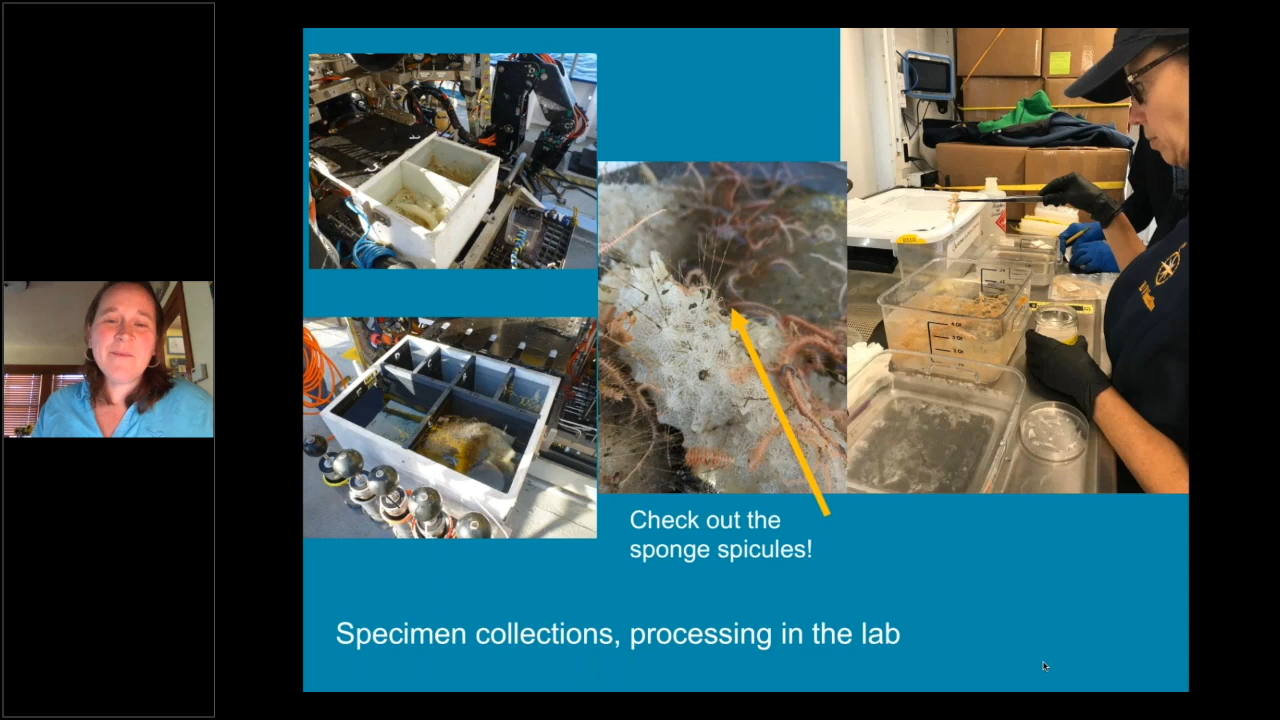 Check out the
sponge spicules!
Specimen collections, processing in the lab